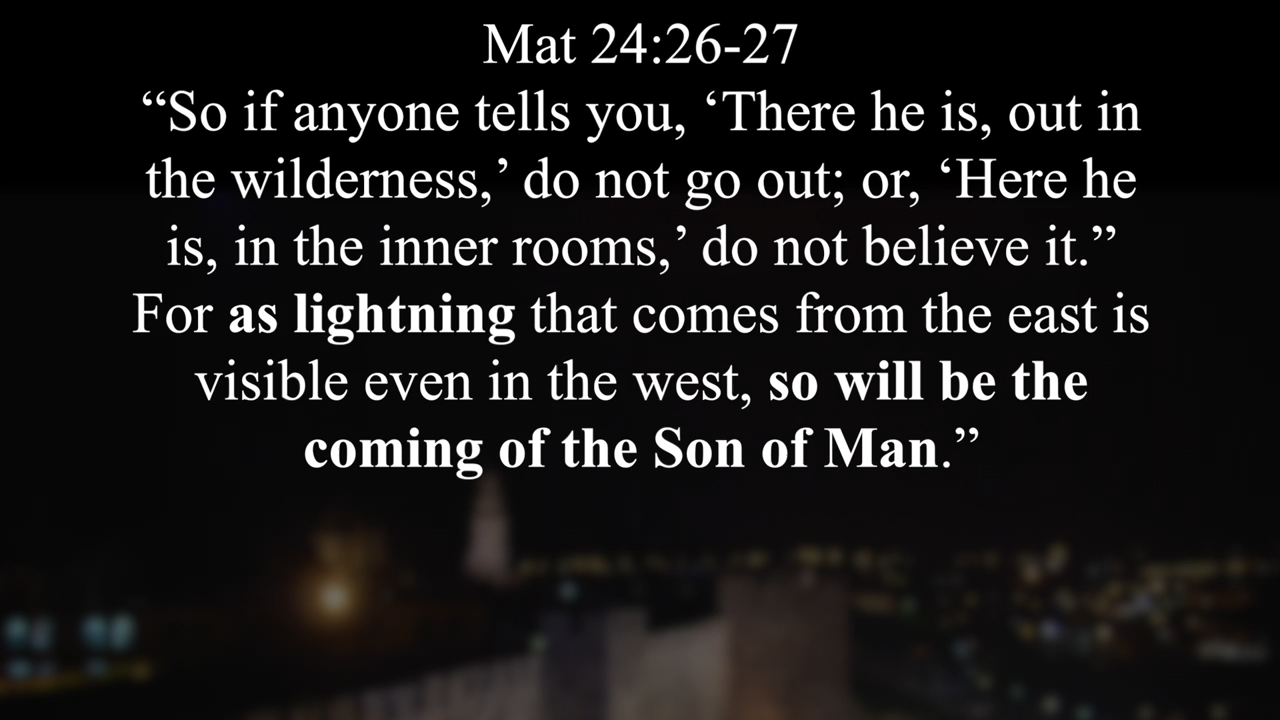 Mat 24:26-27
“So if anyone tells you, ‘There he is, out in
the wilderness,’ do not go out; or, ‘Here he
is, in the inner rooms,’ do not believe it.”
For as lightning that comes from the east is
visible even in the west, so will be the
coming of the Son of Man.”